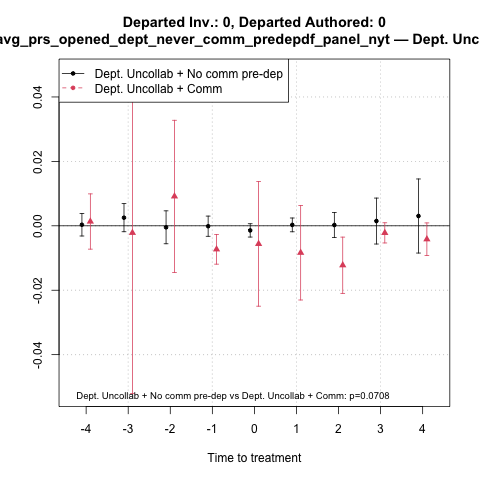 Departed Inv.: 0, Departed Authored: 0
avg_prs_opened_dept_never_comm_predepdf_panel_nyt — Dept. Unc
Dept. Uncollab + No comm pre-dep
Dept. Uncollab + Comm
0.04
0.02
0.00
-0.02
-0.04
Dept. Uncollab + No comm pre-dep vs Dept. Uncollab + Comm: p=0.0708
-4 -3 -2 -1 0 1 2 3 4
Time to treatment